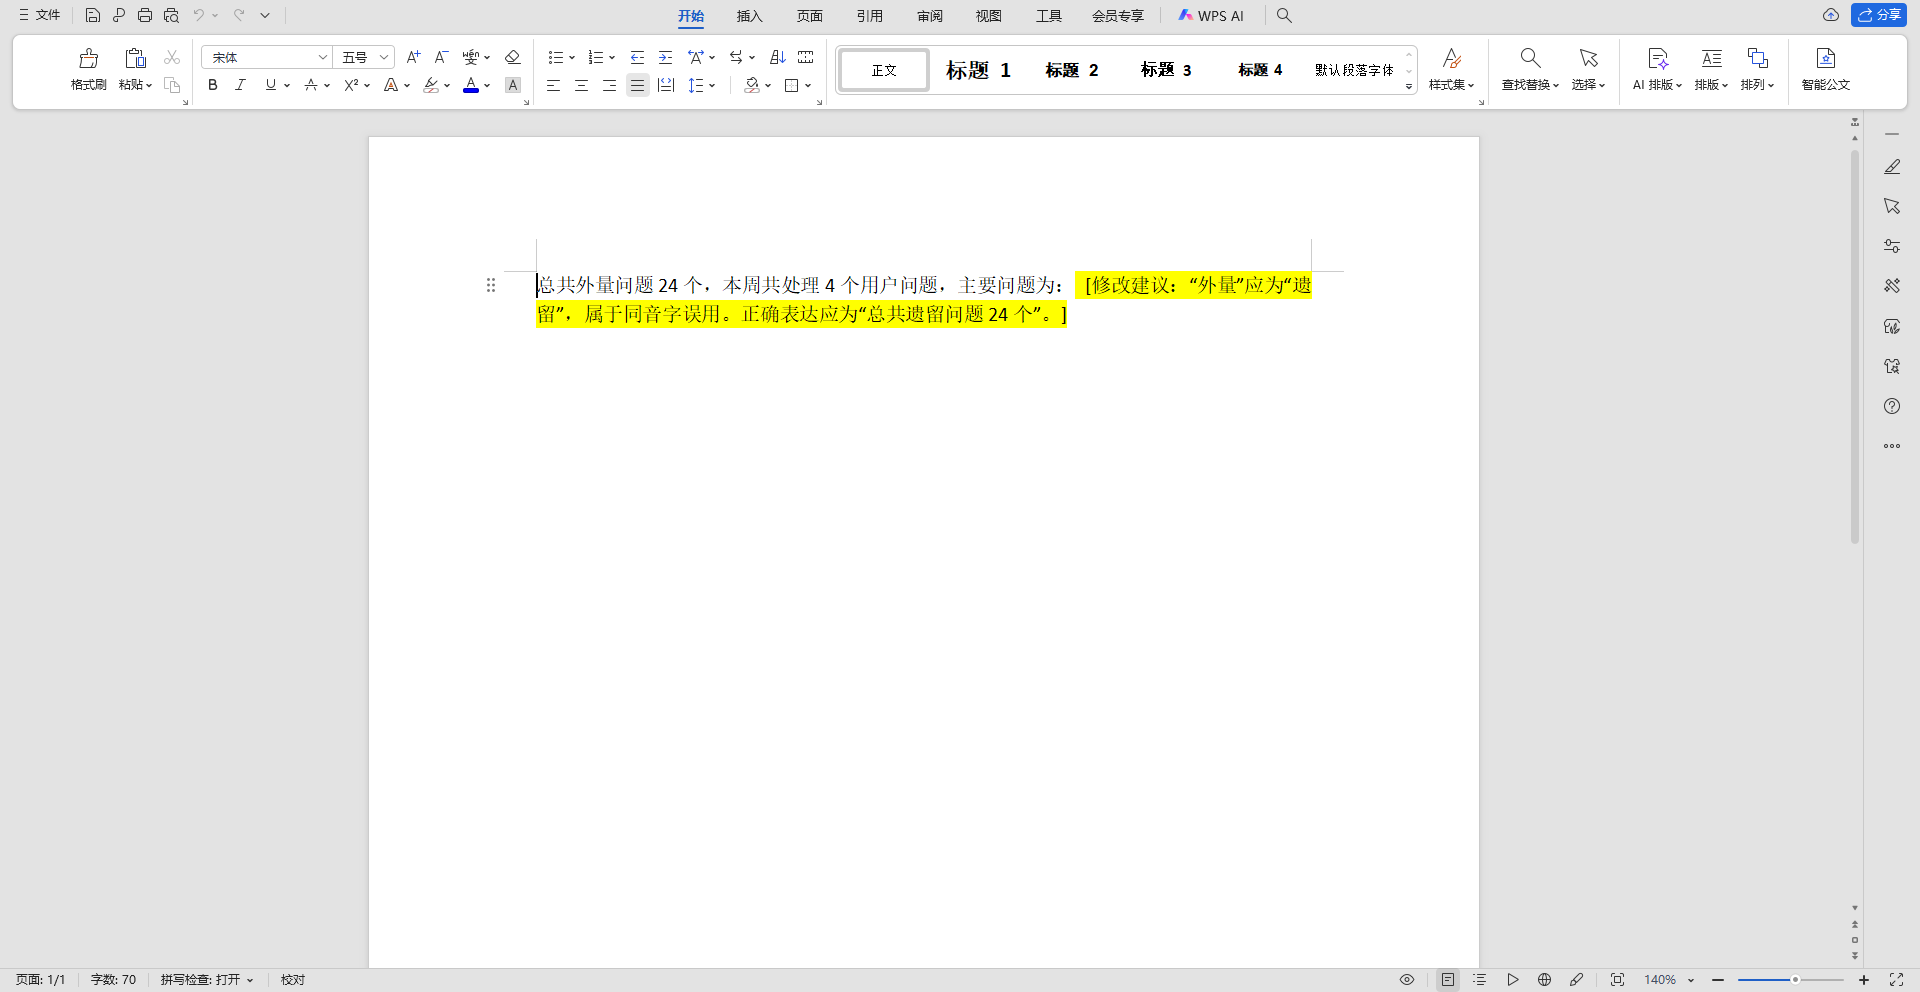 文件
开始 插入 页面 引用 审阅 视图 工具 会员专享 WPS AI
分享
格式刷 粘贴
宋体 五号
正文 标题 1 标题 2 标题 3 标题 4 默认段落字体
样式集 查找替换 选择 AI 排版 排版 排列 智能公文
总共外量问题 24 个，本周共处理 4 个用户问题，主要问题为： [修改建议：“外量”应为“遗
留”，属于同音字误用。正确表达应为“总共遗留问题 24 个”。]
页面: 1/1 字数: 70 拼写检查: 打开 校对
140%